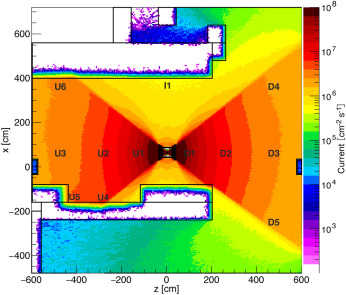 720
600
400
200
0
−200
−400
x [cm]
U6
I1
D4
U3
U2
U1
D1
D2
D3
U5
U4
D5
−600
−400
−200
0
200
400
600
z [cm]
10⁸
10⁷
10⁶
10⁵
10⁴
10³
Current [cm⁻² s⁻¹]